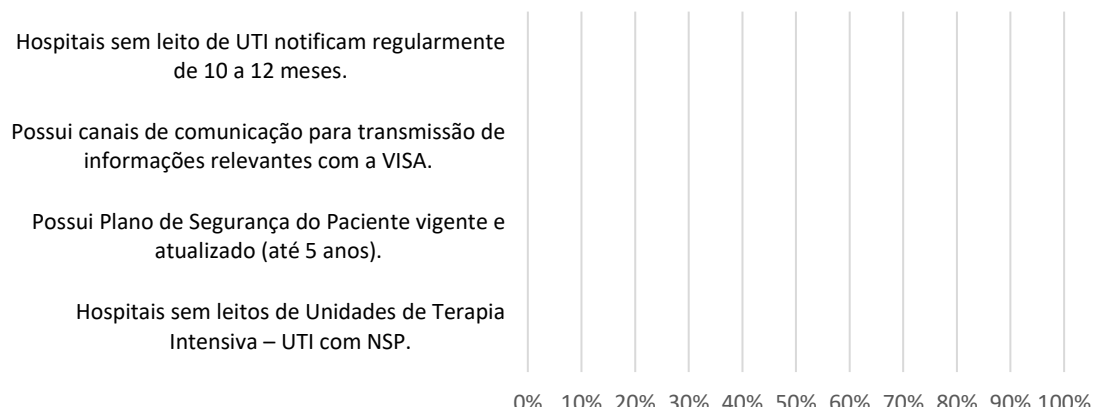 Hospitais sem leito de UTI notificam regularmente
de 10 a 12 meses.
Possui canais de comunicação para transmissão de
informações relevantes com a VISA.
Possui Plano de Segurança do Paciente vigente e
atualizado (até 5 anos).
Hospitais sem leitos de Unidades de Terapia
Intensiva – UTI com NSP.
0% 10% 20% 30% 40% 50% 60% 70% 80% 90% 100%